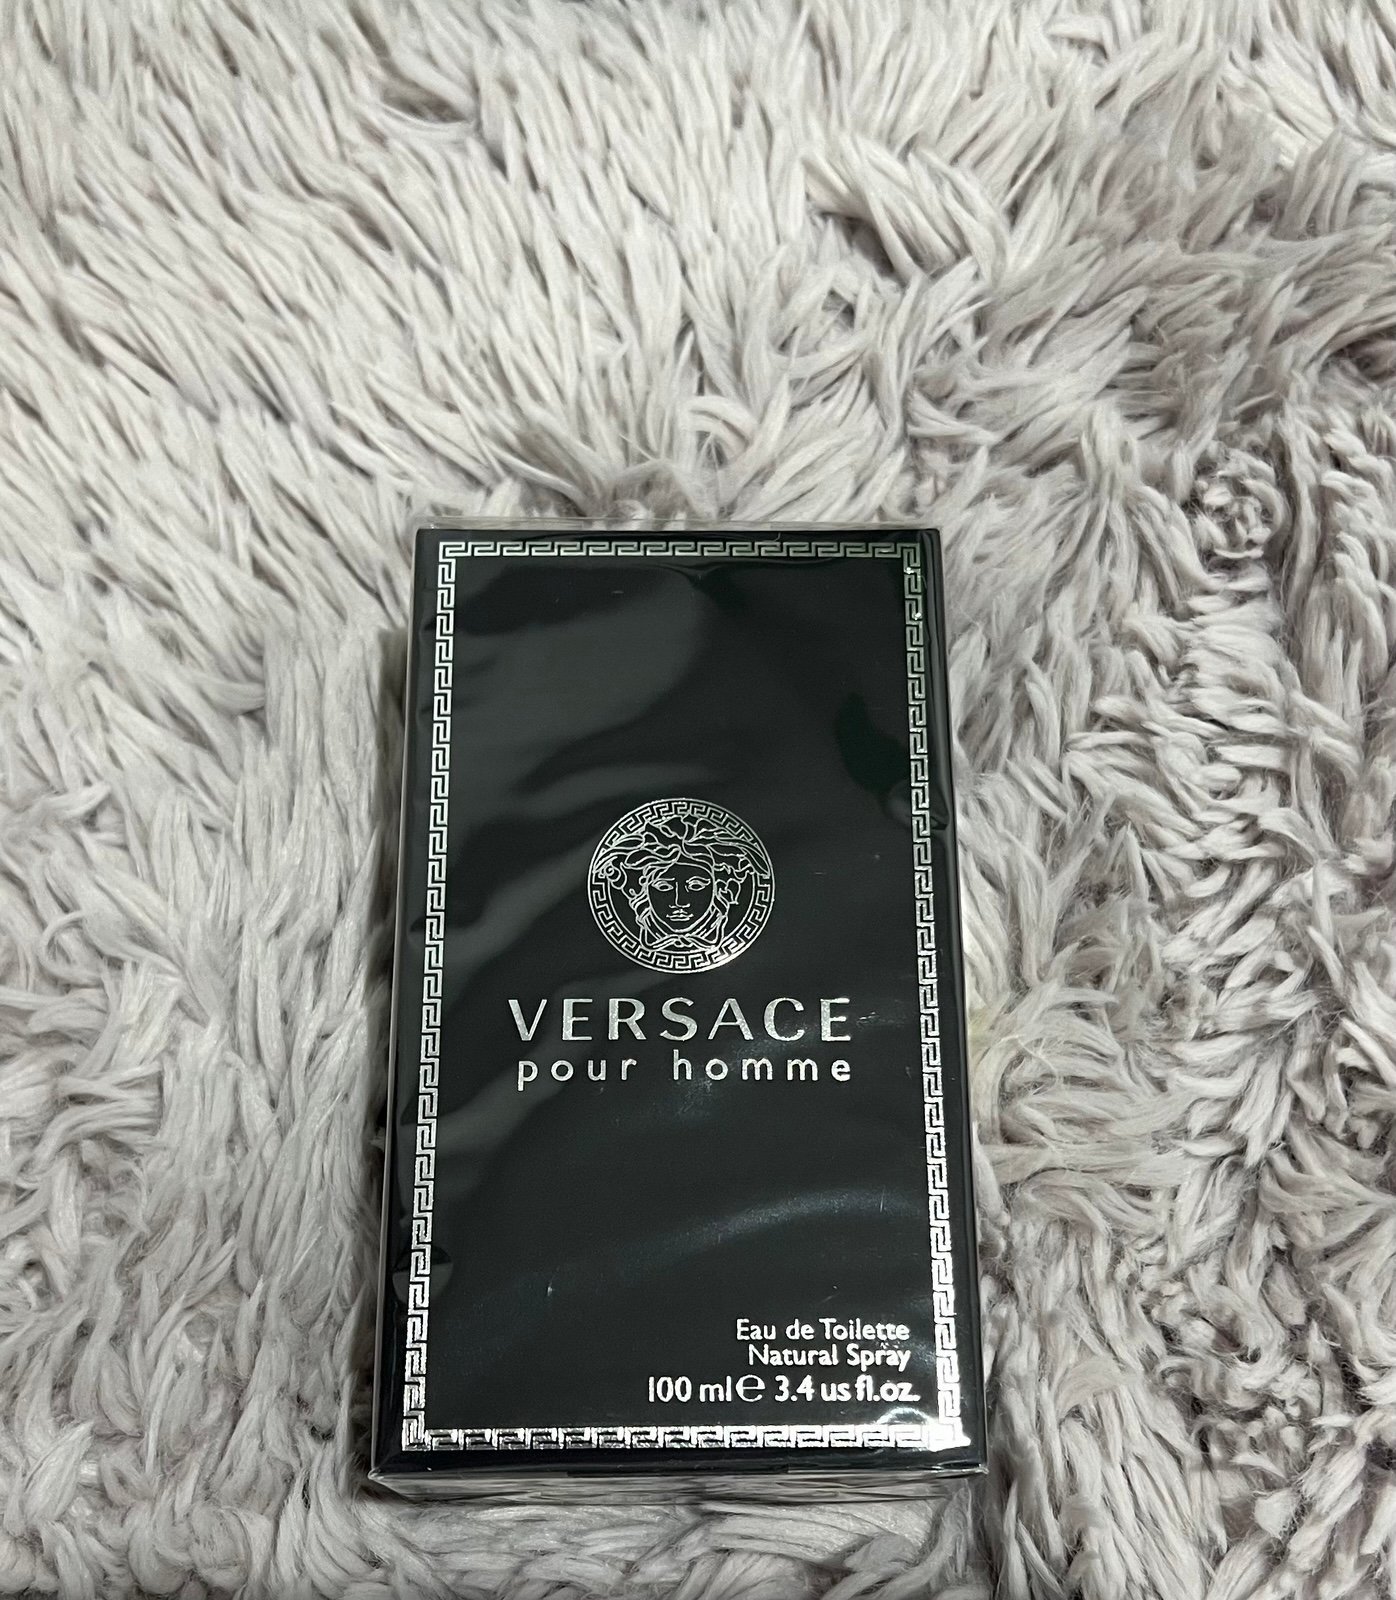 VERSACE
pour homme
Eau de Toilette
Natural Spray
100 ml ℮ 3.4 us fl.oz.